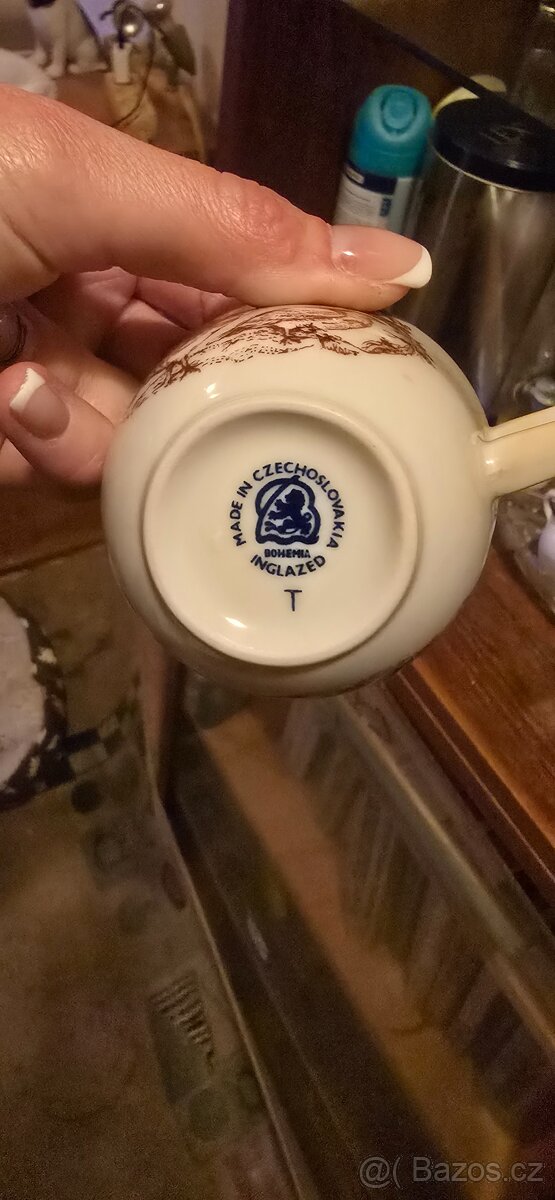 MADE IN CZECHOSLOVAKIA
BOHEMIA
INGLAZED
T
@( Bazos.cz